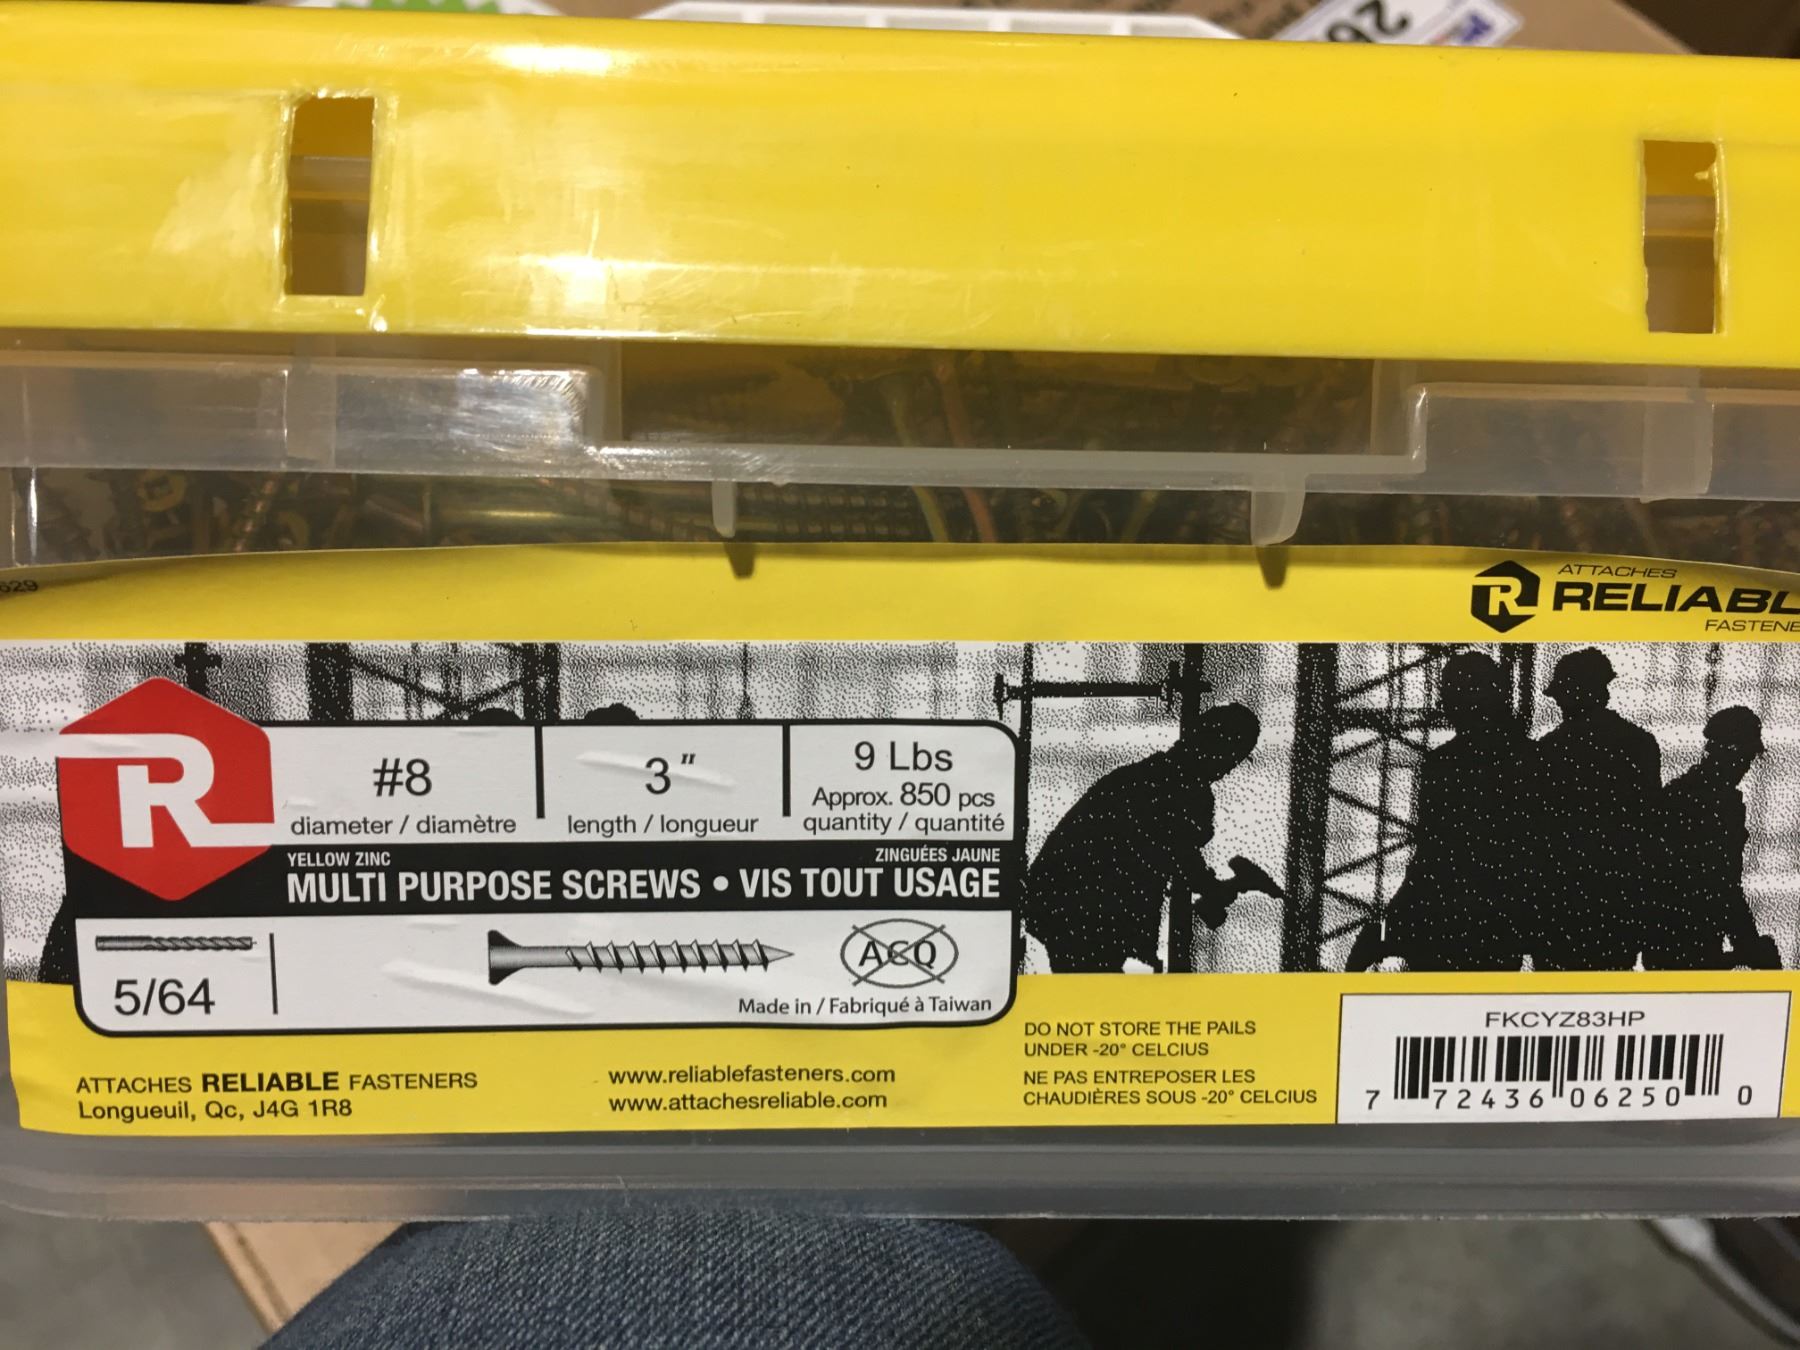 26
629
ATTACHES
RELIABL
FASTENE
R
#8
diameter / diamètre
3"
length / longueur
9 Lbs
Approx. 850 pcs
quantity / quantité
YELLOW ZINC
ZINGUÉES JAUNE
MULTI PURPOSE SCREWS • VIS TOUT USAGE
5/64
ACQ
Made in / Fabriqué à Taiwan
ATTACHES RELIABLE FASTENERS
Longueuil, Qc, J4G 1R8
www.reliablefasteners.com
www.attachesreliable.com
DO NOT STORE THE PAILS
UNDER -20° CELCIUS
NE PAS ENTREPOSER LES
CHAUDIÈRES SOUS -20° CELCIUS
FKCYZ83HP
7 72436 06250 0